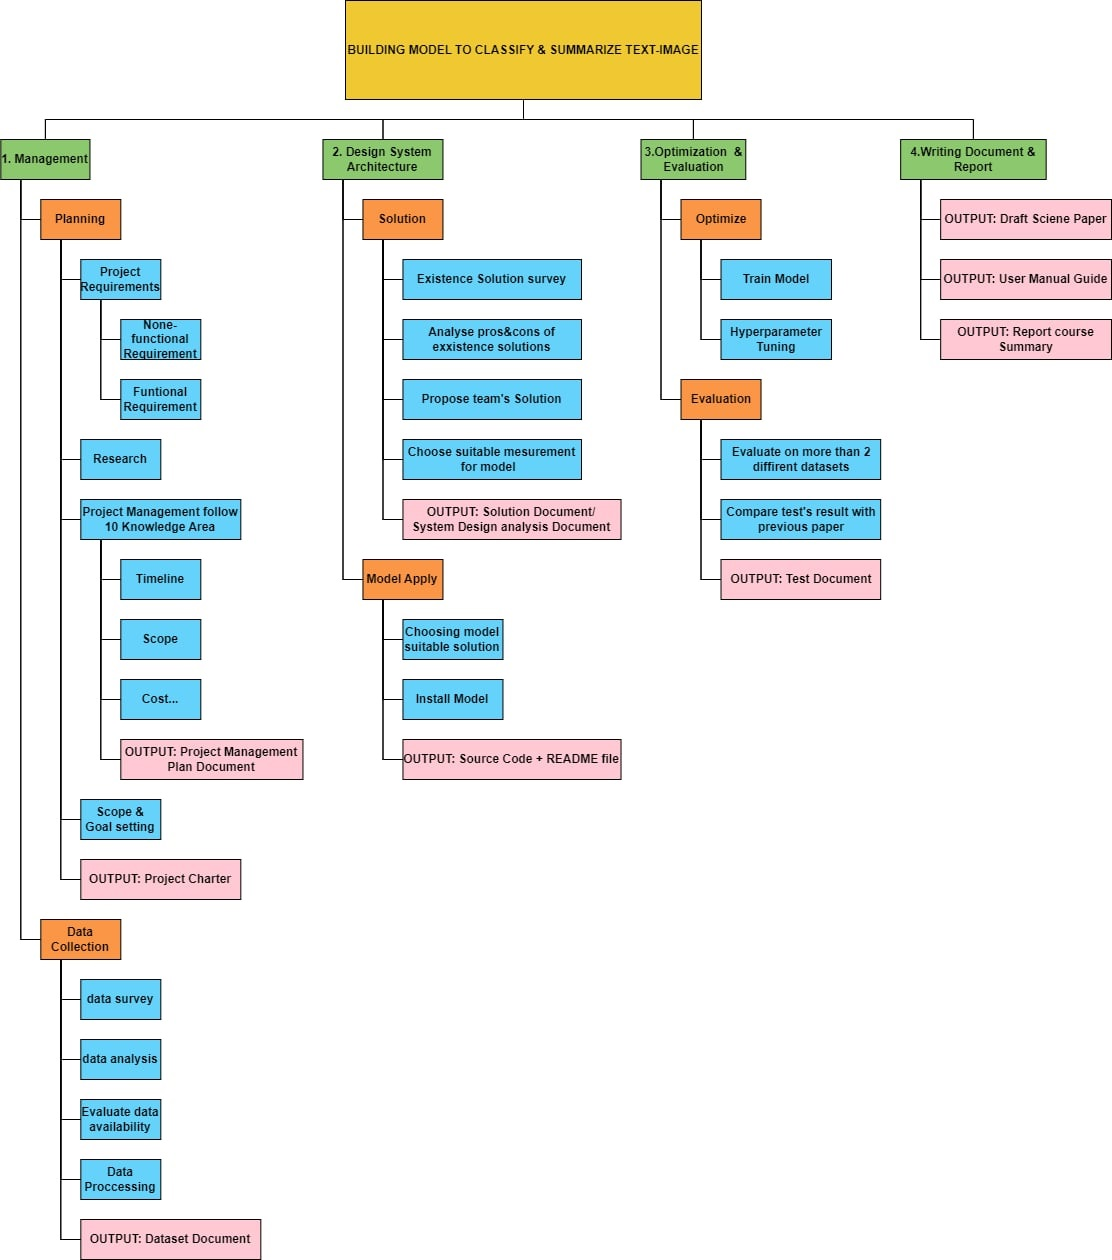 BUILDING MODEL TO CLASSIFY & SUMMARIZE TEXT-IMAGE
1. Management
Planning
Project
Requirements
None-
functional
Requirement
Funtional
Requirement
Research
Project Management follow
10 Knowledge Area
Timeline
Scope
Cost...
OUTPUT: Project Management
Plan Document
Scope &
Goal setting
OUTPUT: Project Charter
Data
Collection
data survey
data analysis
Evaluate data
availability
Data
Proccessing
OUTPUT: Dataset Document
2. Design System
Architecture
Solution
Existence Solution survey
Analyse pros&cons of
exxistence solutions
Propose team's Solution
Choose suitable mesurement
for model
OUTPUT: Solution Document/
System Design analysis Document
Model Apply
Choosing model
suitable solution
Install Model
OUTPUT: Source Code + README file
3.Optimization &
Evaluation
Optimize
Train Model
Hyperparameter
Tuning
Evaluation
Evaluate on more than 2
diffirent datasets
Compare test's result with
previous paper
OUTPUT: Test Document
4.Writing Document &
Report
OUTPUT: Draft Sciene Paper
OUTPUT: User Manual Guide
OUTPUT: Report course
Summary